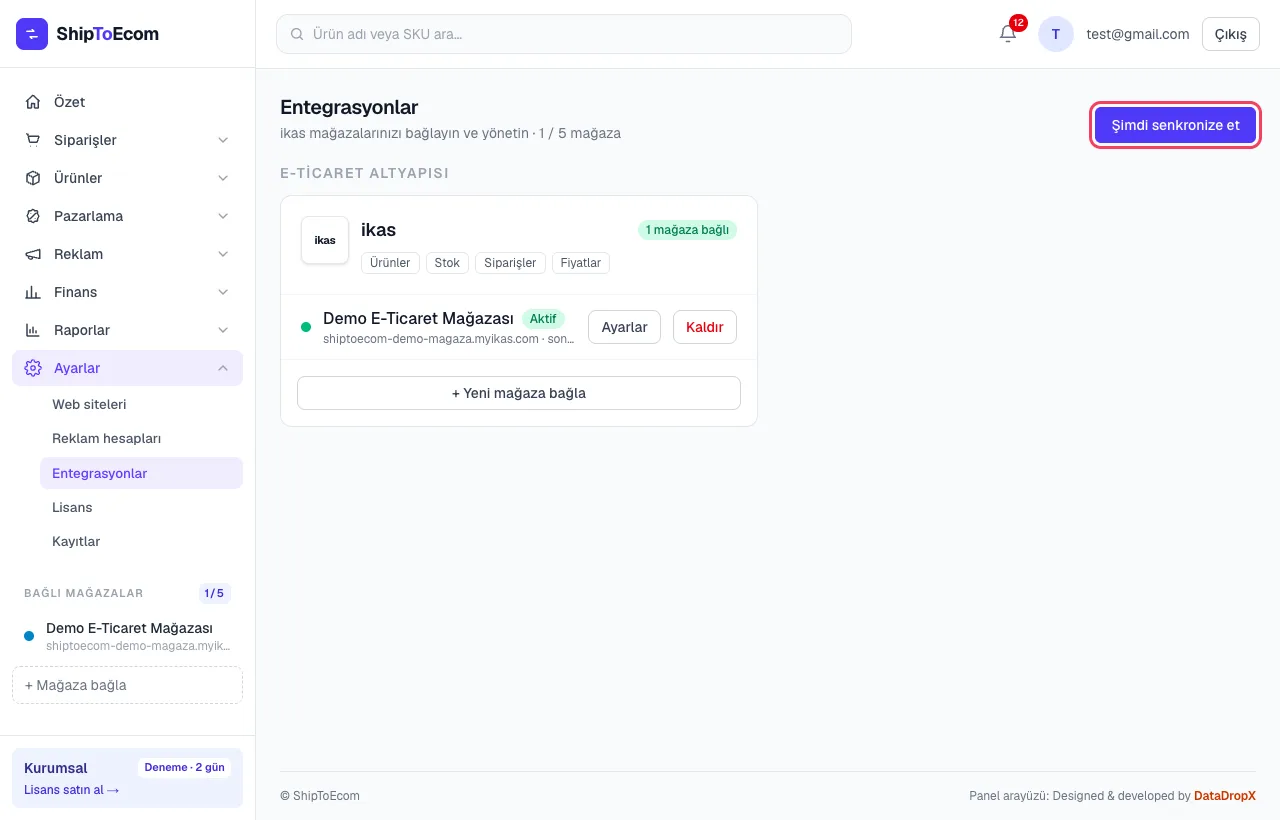 ShipToEcom
Ürün adı veya SKU ara...
12
T
test@gmail.com
Çıkış
Özet
Siparişler
Ürünler
Pazarlama
Reklam
Finans
Raporlar
Ayarlar
Web siteleri
Reklam hesapları
Entegrasyonlar
Lisans
Kayıtlar
BAĞLI MAĞAZALAR
1/5
Demo E-Ticaret Mağazası
shiptoecom-demo-magaza.myik...
+ Mağaza bağla
Kurumsal
Deneme · 2 gün
Lisans satın al →
Entegrasyonlar
ikas mağazalarınızı bağlayın ve yönetin · 1 / 5 mağaza
Şimdi senkronize et
E-TİCARET ALTYAPISI
ikas
ikas
1 mağaza bağlı
Ürünler
Stok
Siparişler
Fiyatlar
Demo E-Ticaret Mağazası
Aktif
shiptoecom-demo-magaza.myikas.com · son...
Ayarlar
Kaldır
+ Yeni mağaza bağla
© ShipToEcom
Panel arayüzü: Designed & developed by DataDropX